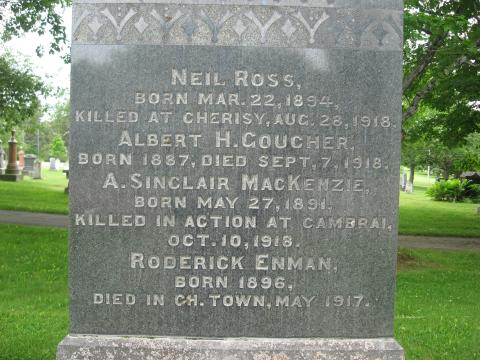 NEIL ROSS,
BORN MAR. 22, 1894,
KILLED AT CHERISY, AUG. 28, 1918.
ALBERT H. GOUCHER,
BORN 1887, DIED SEPT. 7, 1918.
A. SINCLAIR MACKENZIE,
BORN MAY 27, 1891,
KILLED IN ACTION AT CAMBRAI,
OCT. 10, 1918.
RODERICK ENMAN,
BORN 1896,
DIED IN CH. TOWN, MAY 1917.